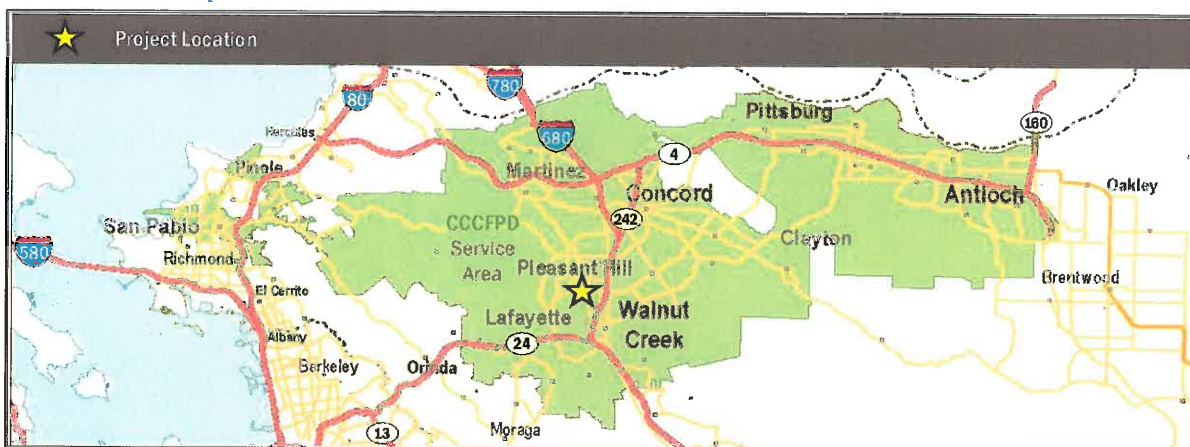 Project Location
780
80
Pittsburg
160
Hercules
680
4
Pinole
Martinez
Concord
Antioch
Oakley
San Pablo
CCCFPD
Service
Area
242
Clayton
580
Richmond
Pleasant Hill
Brentwood
El Cerrito
Lafayette
Walnut
Creek
Albany
24
Berkeley
Orinda
13
Moraga